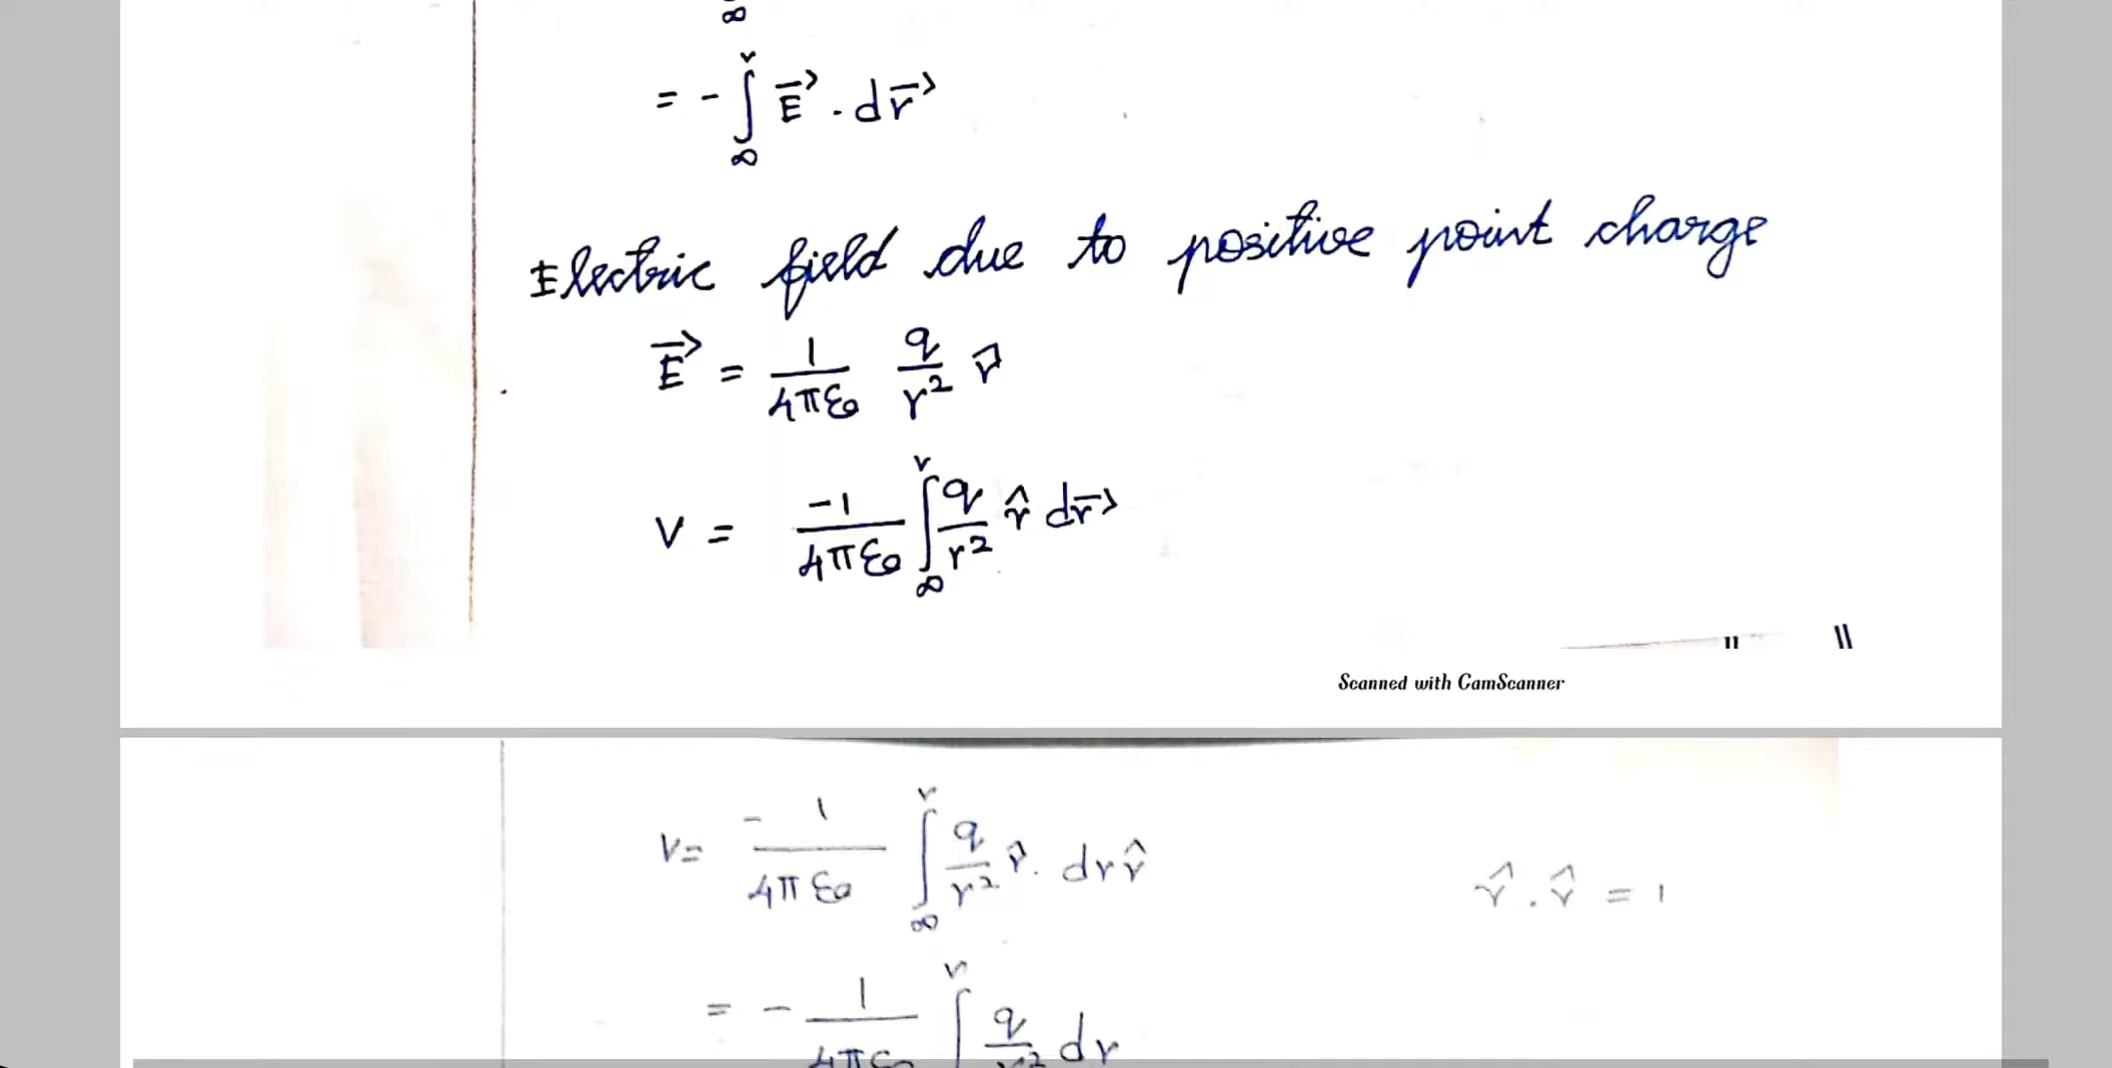 ∞
= - ∫_∞^r E⃗ . dr⃗
Electric field due to positive point charge
E⃗ = 1/4πε₀ q/r² r̂
V = -1/4πε₀ ∫_∞^r q/r² r̂ dr⃗
Scanned with CamScanner
V= - 1/4πε₀ ∫_∞^r q/r² r̂ . dr r̂    r̂ . r̂ = 1
= - 1/4πε₀ ∫^r q/r² dr